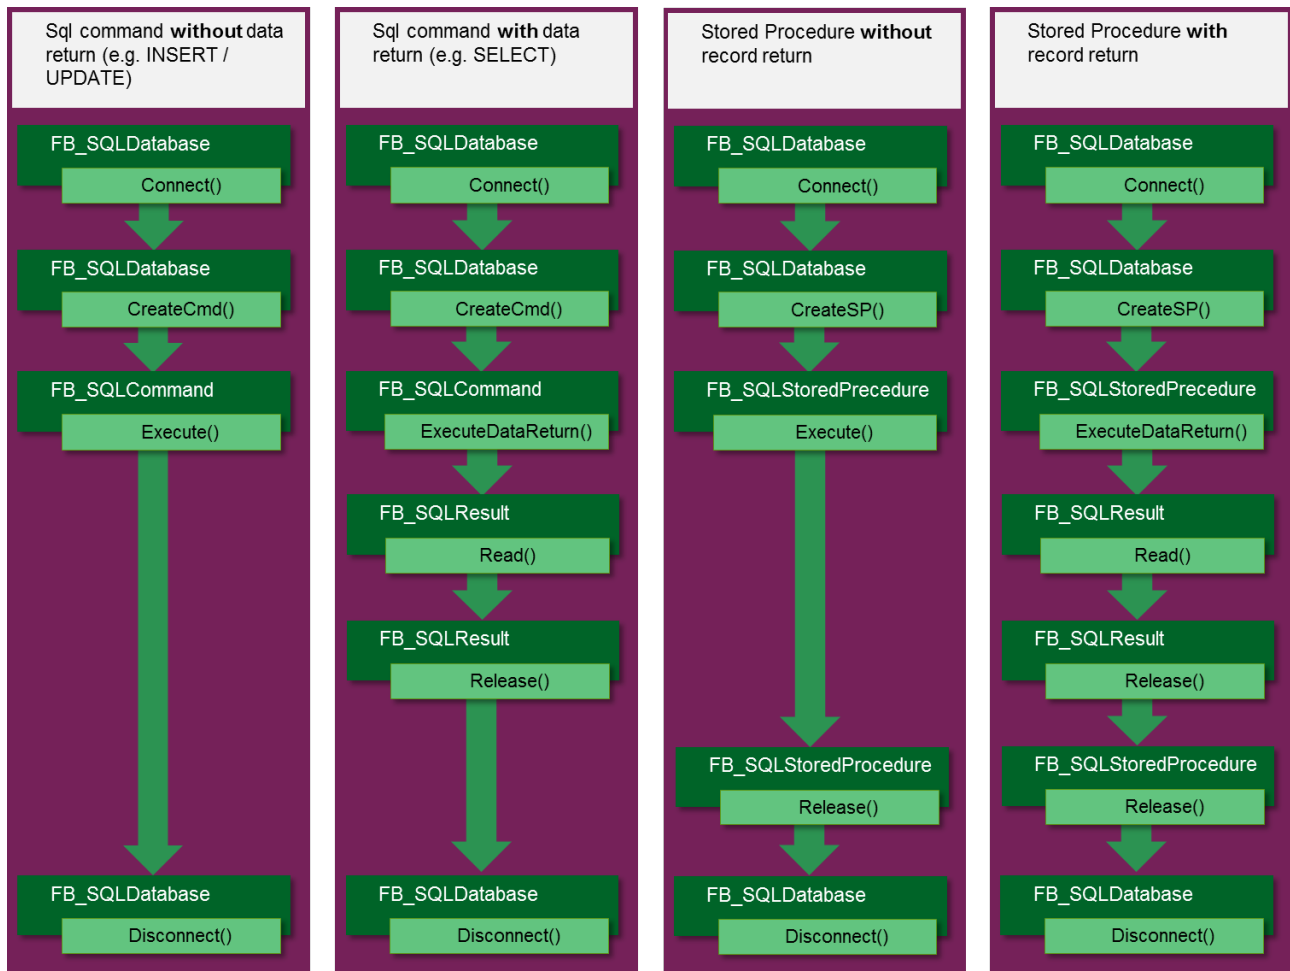 Sql command without data
return (e.g. INSERT /
UPDATE)
FB_SQLDatabase
Connect()
FB_SQLDatabase
CreateCmd()
FB_SQLCommand
Execute()
FB_SQLDatabase
Disconnect()
Sql command with data
return (e.g. SELECT)
FB_SQLDatabase
Connect()
FB_SQLDatabase
CreateCmd()
FB_SQLCommand
ExecuteDataReturn()
FB_SQLResult
Read()
FB_SQLResult
Release()
FB_SQLDatabase
Disconnect()
Stored Procedure without
record return
FB_SQLDatabase
Connect()
FB_SQLDatabase
CreateSP()
FB_SQLStoredPrecedure
Execute()
FB_SQLStoredProcedure
Release()
FB_SQLDatabase
Disconnect()
Stored Procedure with
record return
FB_SQLDatabase
Connect()
FB_SQLDatabase
CreateSP()
FB_SQLStoredPrecedure
ExecuteDataReturn()
FB_SQLResult
Read()
FB_SQLResult
Release()
FB_SQLStoredProcedure
Release()
FB_SQLDatabase
Disconnect()